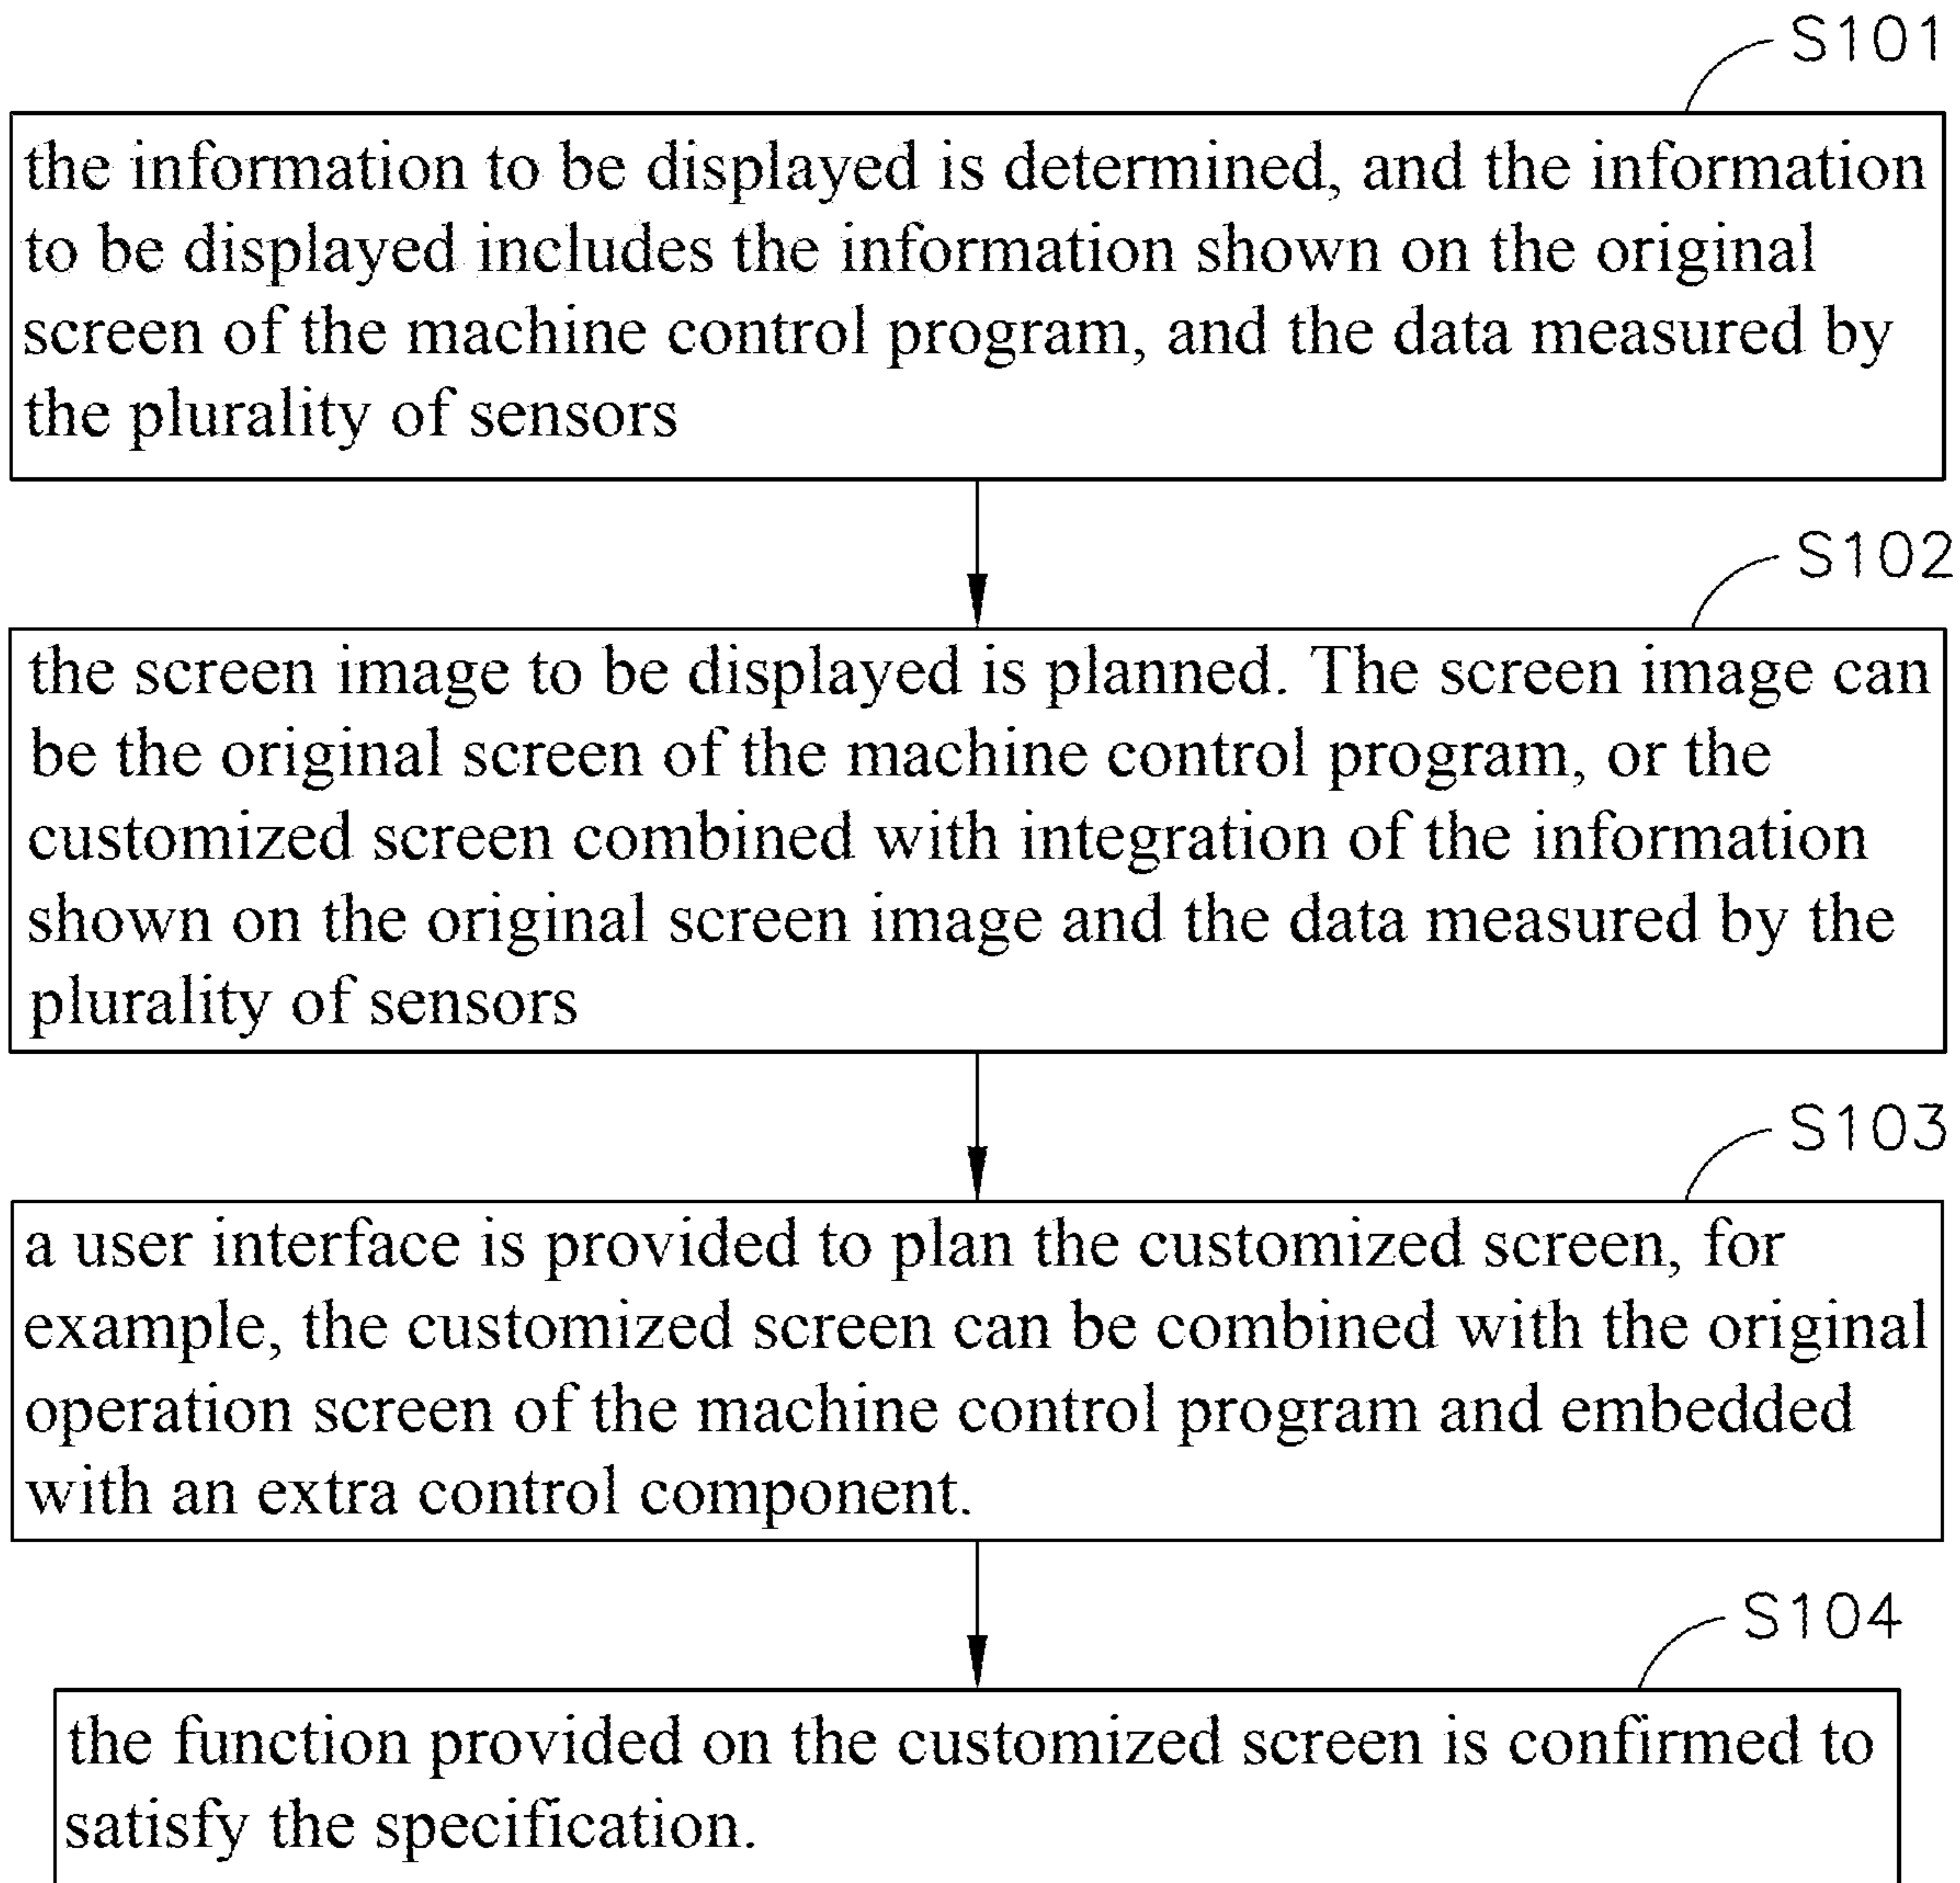 S101
the information to be displayed is determined, and the information
to be displayed includes the information shown on the original
screen of the machine control program, and the data measured by
the plurality of sensors
S102
the screen image to be displayed is planned. The screen image can
be the original screen of the machine control program, or the
customized screen combined with integration of the information
shown on the original screen image and the data measured by the
plurality of sensors
S103
a user interface is provided to plan the customized screen, for
example, the customized screen can be combined with the original
operation screen of the machine control program and embedded
with an extra control component.
S104
the function provided on the customized screen is confirmed to
satisfy the specification.